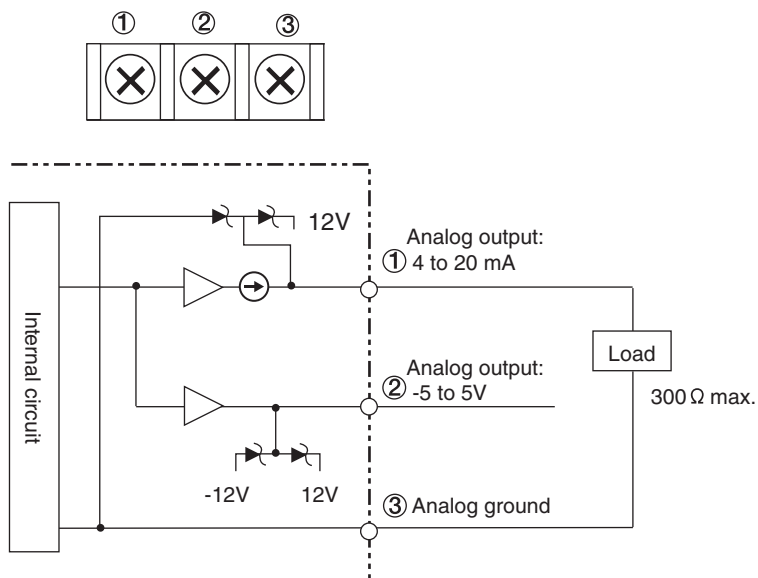 ① ② ③
12V
Analog output:
① 4 to 20 mA
Internal circuit
Load
300 Ω max.
Analog output:
② -5 to 5V
-12V 12V
③ Analog ground